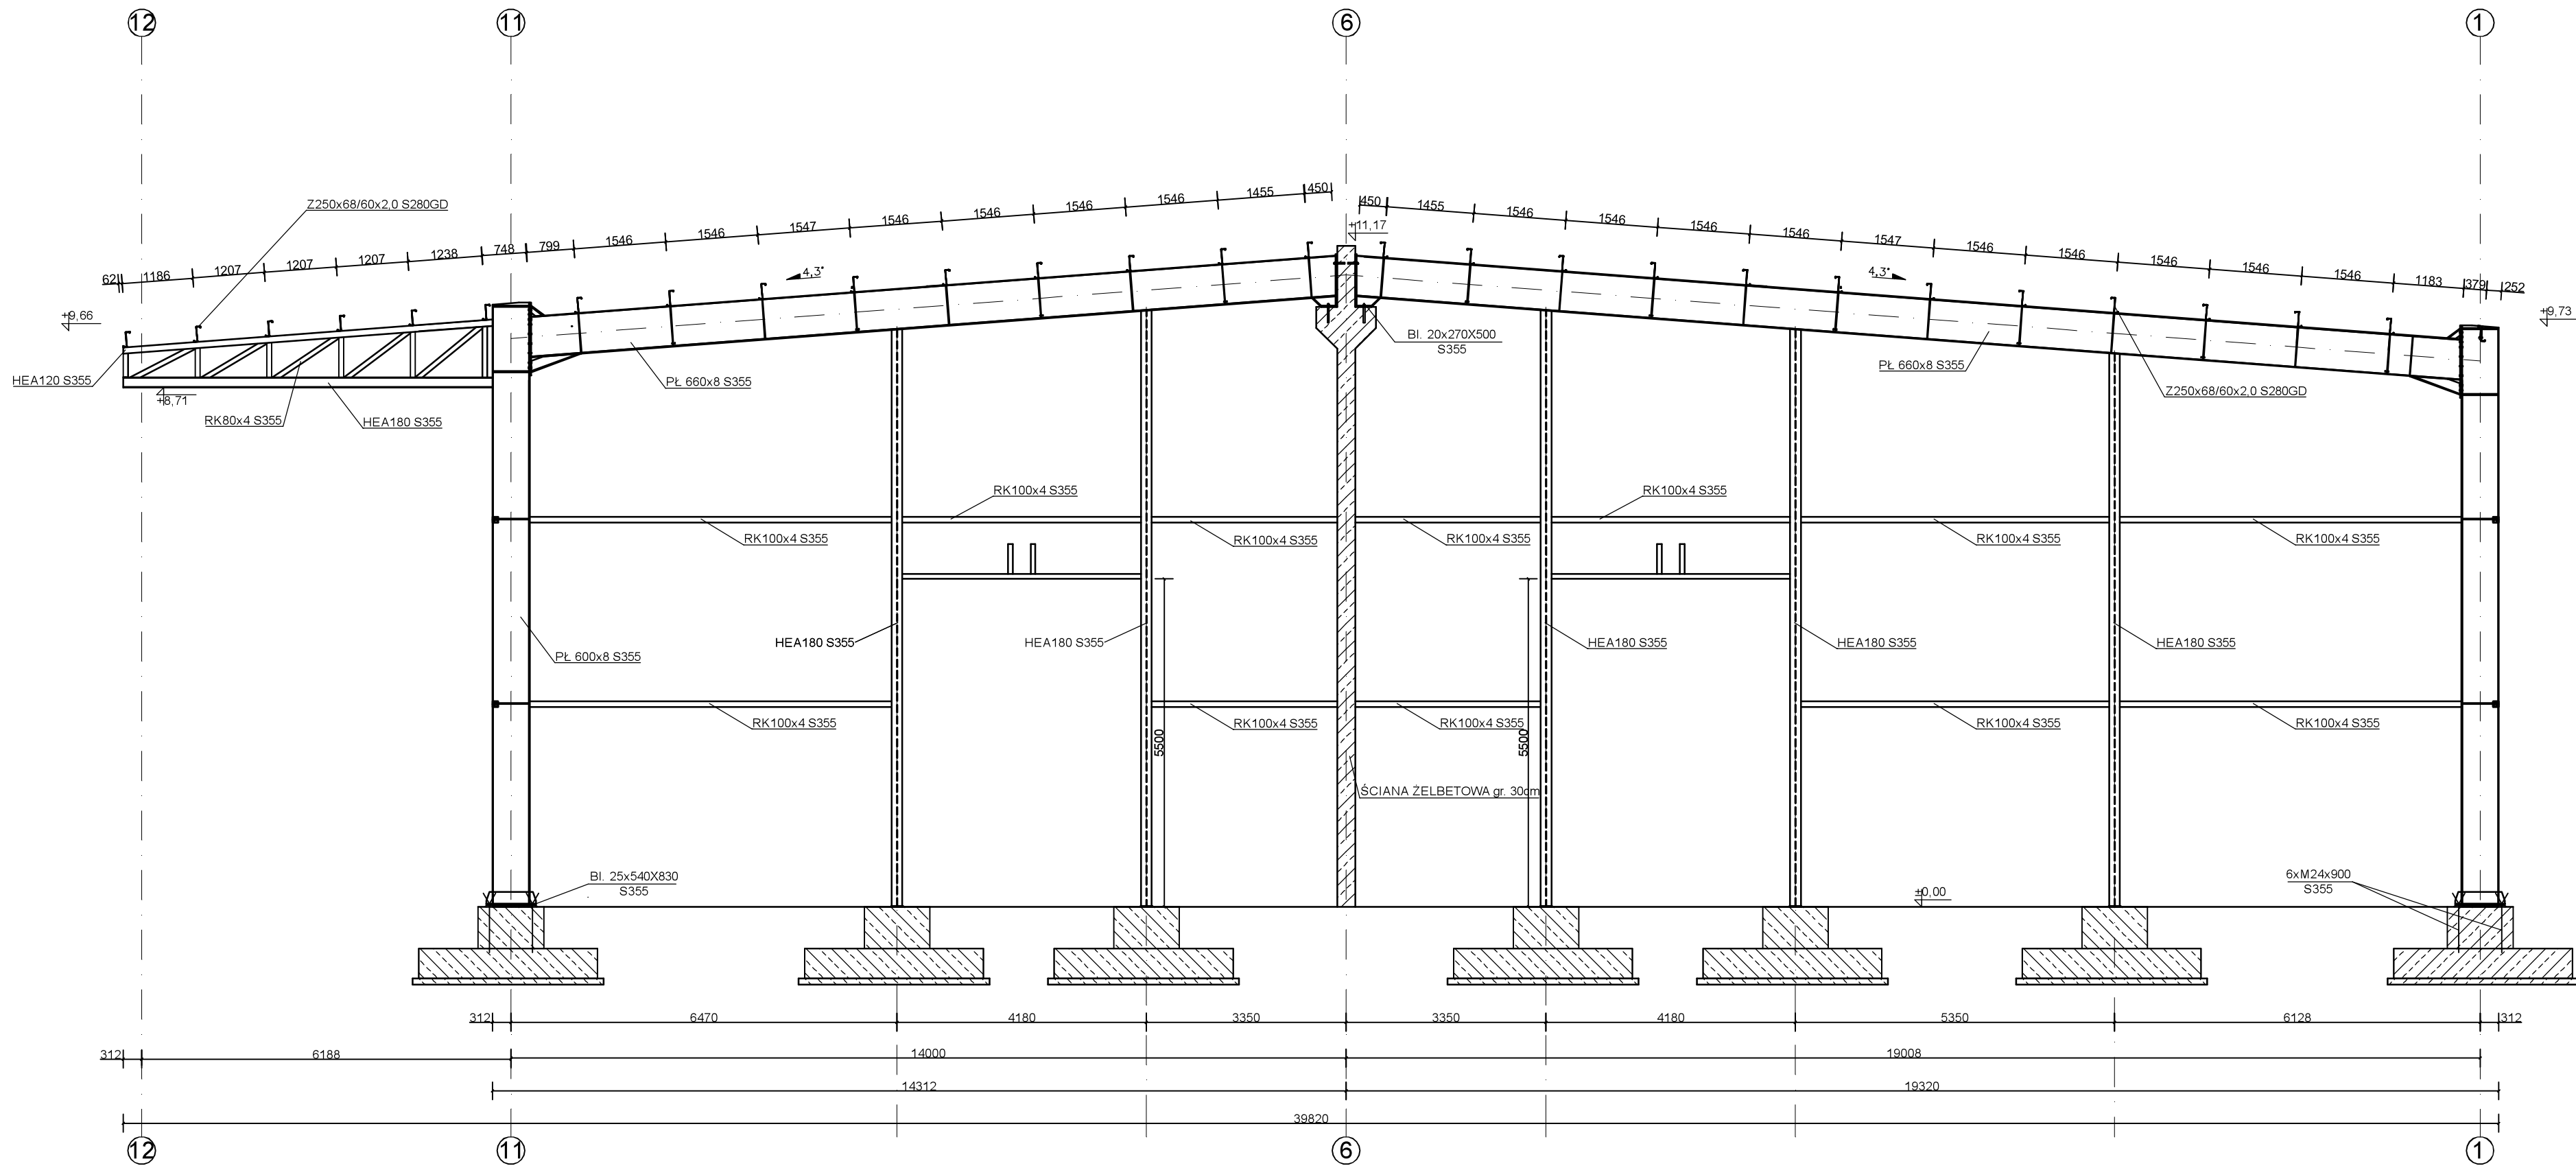 12
11
6
1
450
1455
1546
1546
1546
1546
1547
1546
1546
799
748
1238
1207
1207
1207
1186
62
450
1455
1546
1546
1546
1546
1547
1546
1546
1546
1546
1546
1183
379
252
Z250x68/60x2,0 S280GD
+11,17
4,3°
4,3°
+9,66
+9,73
Bl. 20x270X500
S355
HEA120 S355
PŁ 660x8 S355
PŁ 660x8 S355
Z250x68/60x2,0 S280GD
+8,71
RK80x4 S355
HEA180 S355
RK100x4 S355
RK100x4 S355
RK100x4 S355
RK100x4 S355
RK100x4 S355
RK100x4 S355
RK100x4 S355
HEA180 S355
HEA180 S355
HEA180 S355
HEA180 S355
HEA180 S355
PŁ 600x8 S355
RK100x4 S355
RK100x4 S355
RK100x4 S355
RK100x4 S355
RK100x4 S355
5500
5500
ŚCIANA ŻELBETOWA gr. 30cm
Bl. 25x540X830
S355
±0,00
6xM24x900
S355
312
6470
4180
3350
3350
4180
5350
6128
312
312
6188
14000
19008
14312
19320
39820
12
11
6
1